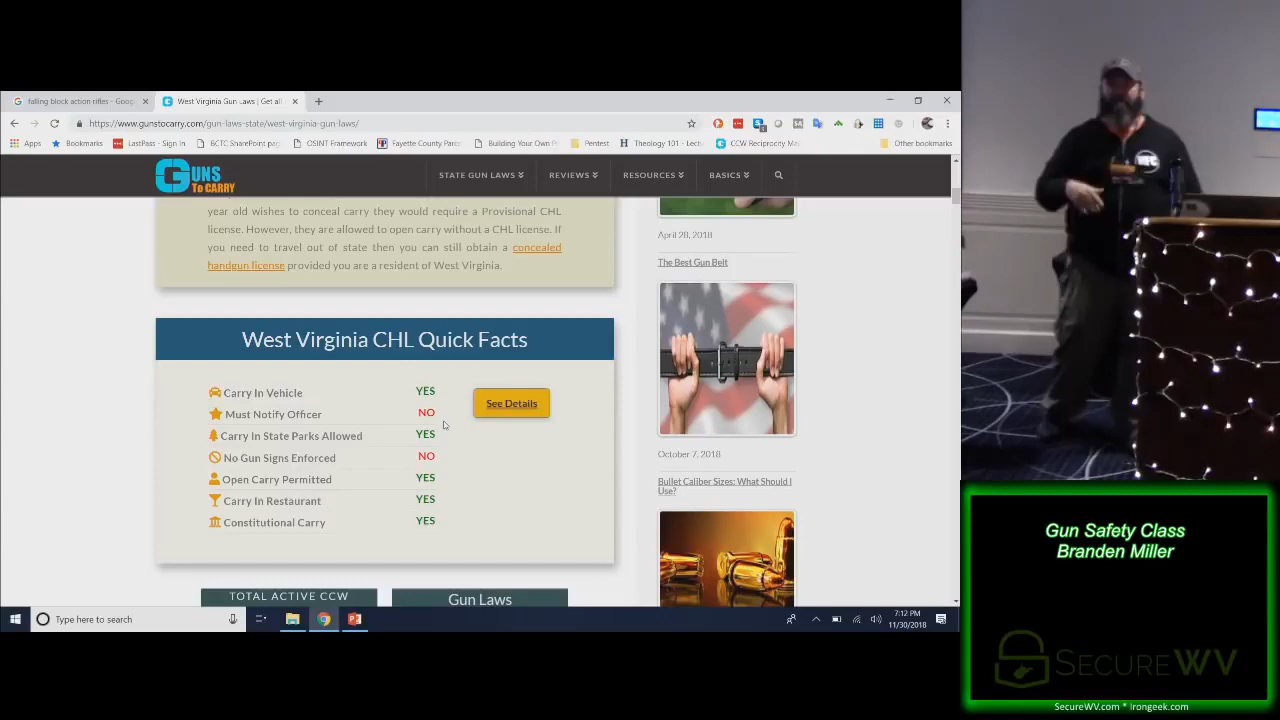 falling block action rifles - Goog
West Virginia Gun Laws | Get all
https://www.gunstocarry.com/gun-laws-state/west-virginia-gun-laws/
Apps
Bookmarks
LastPass - Sign In
BCTC SharePoint page
OSINT Framework
Fayette County Parc
Building Your Own P
Pentest
Theology 101 - Lectu
CCW Reciprocity Ma
Other bookmarks
GUNS
TO CARRY
STATE GUN LAWS
REVIEWS
RESOURCES
BASICS
year old wishes to conceal carry they would require a Provisional CHL
license. However, they are allowed to open carry without a CHL license. If
you need to travel out of state then you can still obtain a concealed
handgun license provided you are a resident of West Virginia.
West Virginia CHL Quick Facts
Carry In Vehicle YES
Must Notify Officer NO
Carry In State Parks Allowed YES
No Gun Signs Enforced NO
Open Carry Permitted YES
Carry In Restaurant YES
Constitutional Carry YES
See Details
TOTAL ACTIVE CCW
Gun Laws
April 28, 2018
The Best Gun Belt
October 7, 2018
Bullet Caliber Sizes: What Should I
Use?
Type here to search
7:12 PM
11/30/2018
Gun Safety Class
Branden Miller
SECUREWV
SecureWV.com * Irongeek.com